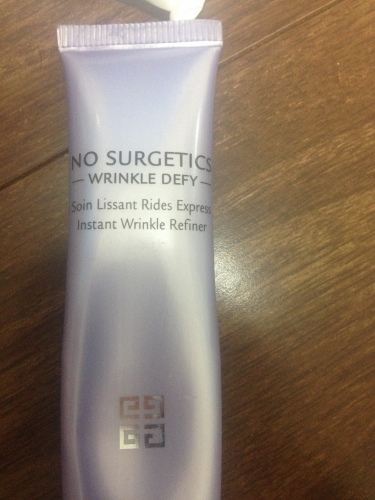 NO SURGETICS
— WRINKLE DEFY —
Soin Lissant Rides Express
Instant Wrinkle Refiner